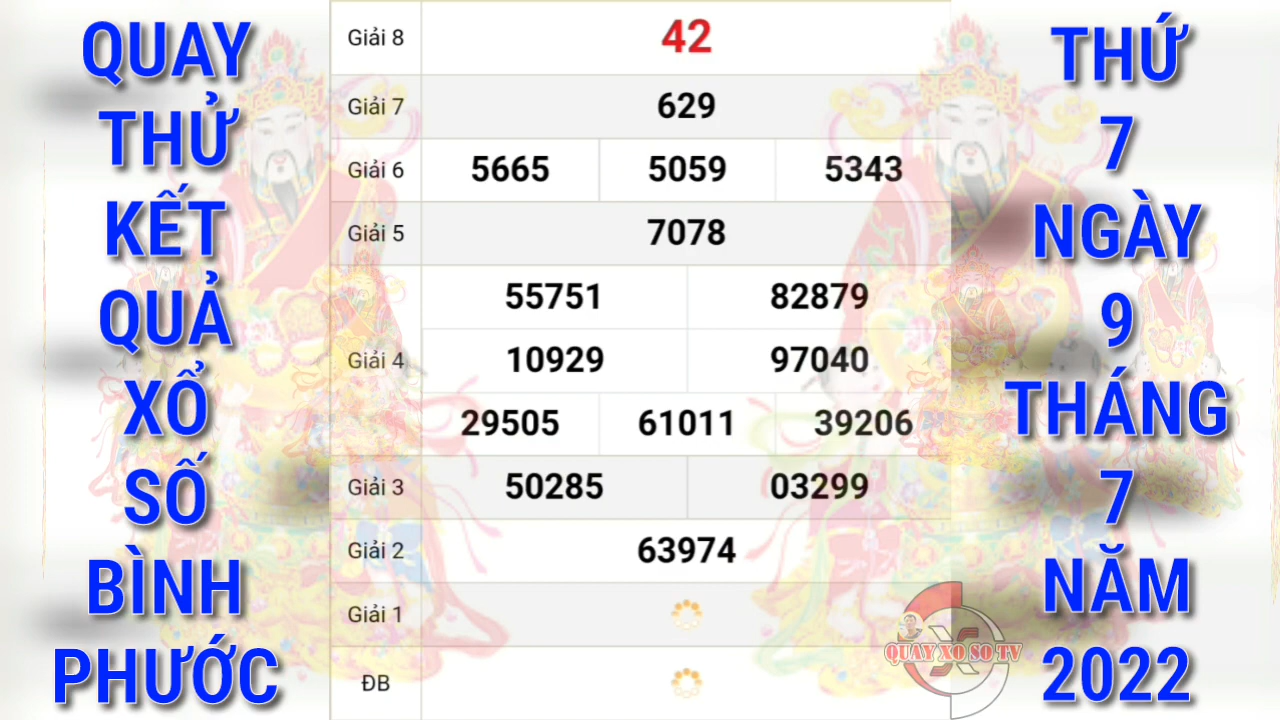 QUAY
THỬ
KẾT
QUẢ
XỔ
SỐ
BÌNH
PHƯỚC
Giải 8 42
Giải 7 629
Giải 6 5665 5059 5343
Giải 5 7078
55751 82879
Giải 4 10929 97040
29505 61011 39206
Giải 3 50285 03299
Giải 2 63974
Giải 1
ĐB
QUAY XO SO TV
THỨ
7
NGÀY
9
THÁNG
7
NĂM
2022